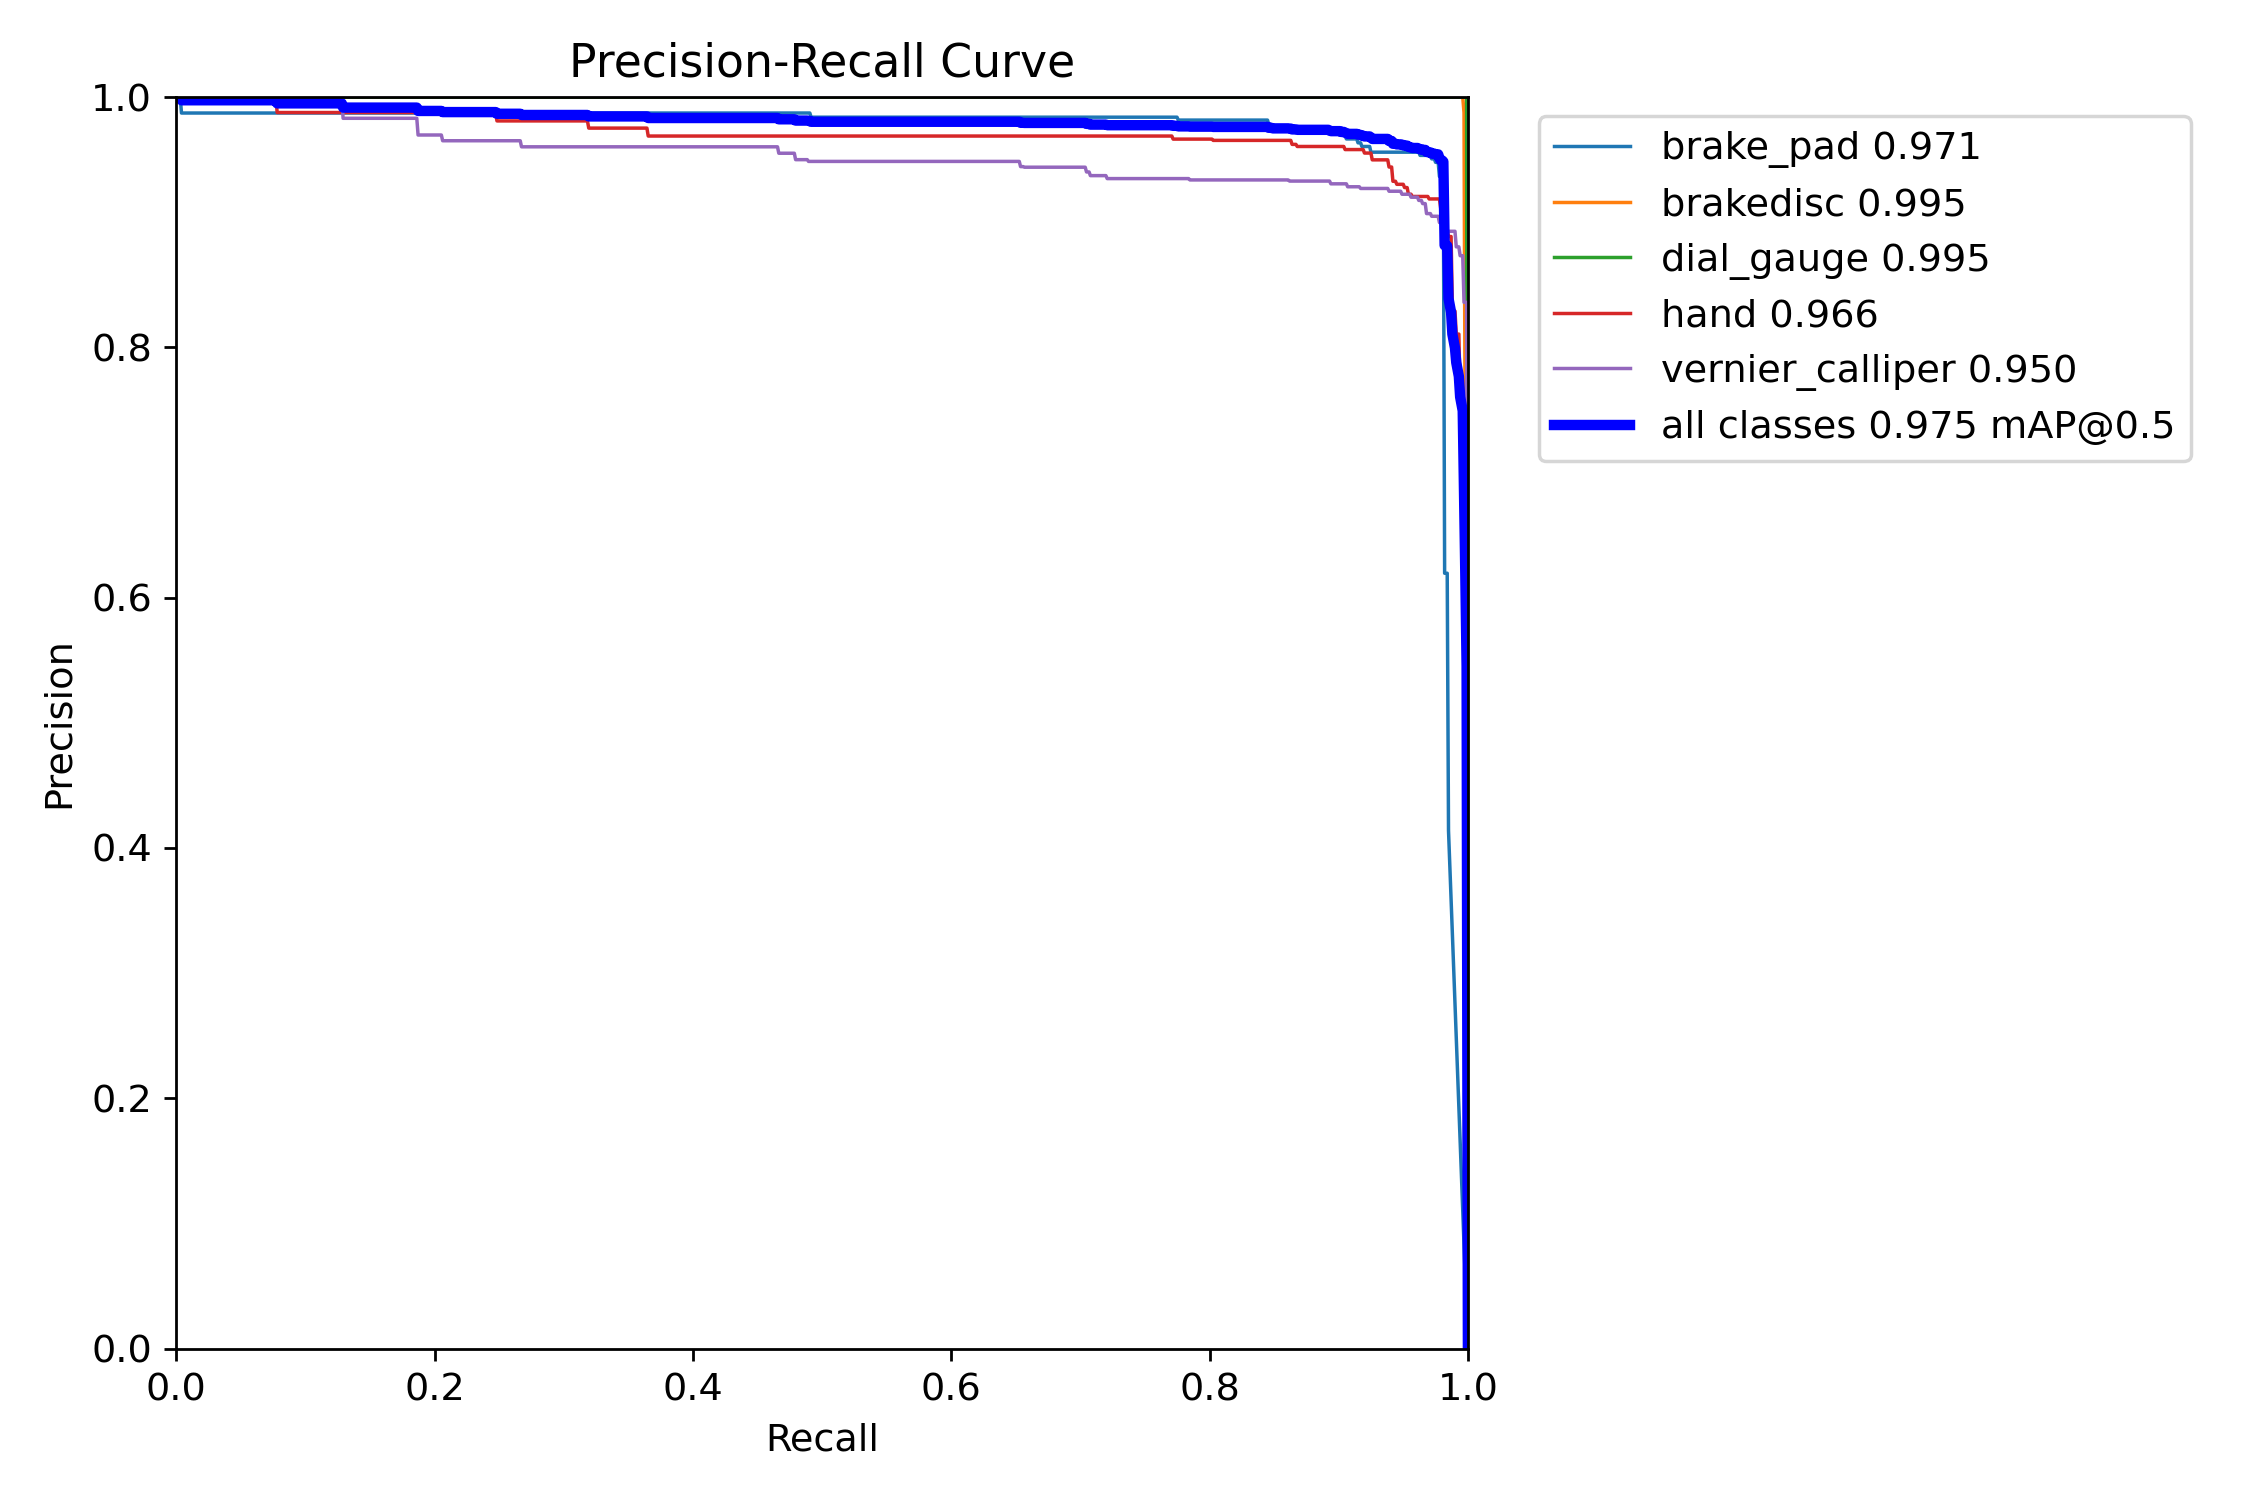 Precision-Recall Curve
1.0
0.8
0.6
0.4
0.2
0.0
Precision
0.0 0.2 0.4 0.6 0.8 1.0
Recall
brake_pad 0.971
brakedisc 0.995
dial_gauge 0.995
hand 0.966
vernier_calliper 0.950
all classes 0.975 mAP@0.5